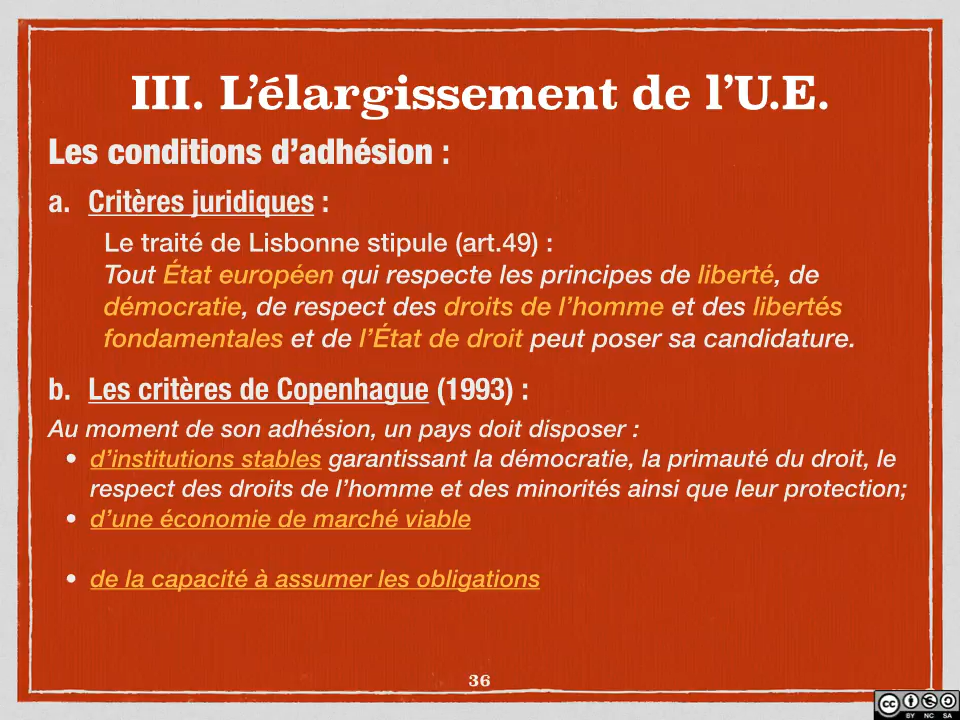 III. L’élargissement de l’U.E.
Les conditions d’adhésion :
a. Critères juridiques :
Le traité de Lisbonne stipule (art.49) :
Tout État européen qui respecte les principes de liberté, de
démocratie, de respect des droits de l’homme et des libertés
fondamentales et de l’État de droit peut poser sa candidature.
b. Les critères de Copenhague (1993) :
Au moment de son adhésion, un pays doit disposer :
• d’institutions stables garantissant la démocratie, la primauté du droit, le
respect des droits de l’homme et des minorités ainsi que leur protection;
• d’une économie de marché viable
• de la capacité à assumer les obligations
36
cc BY NC SA